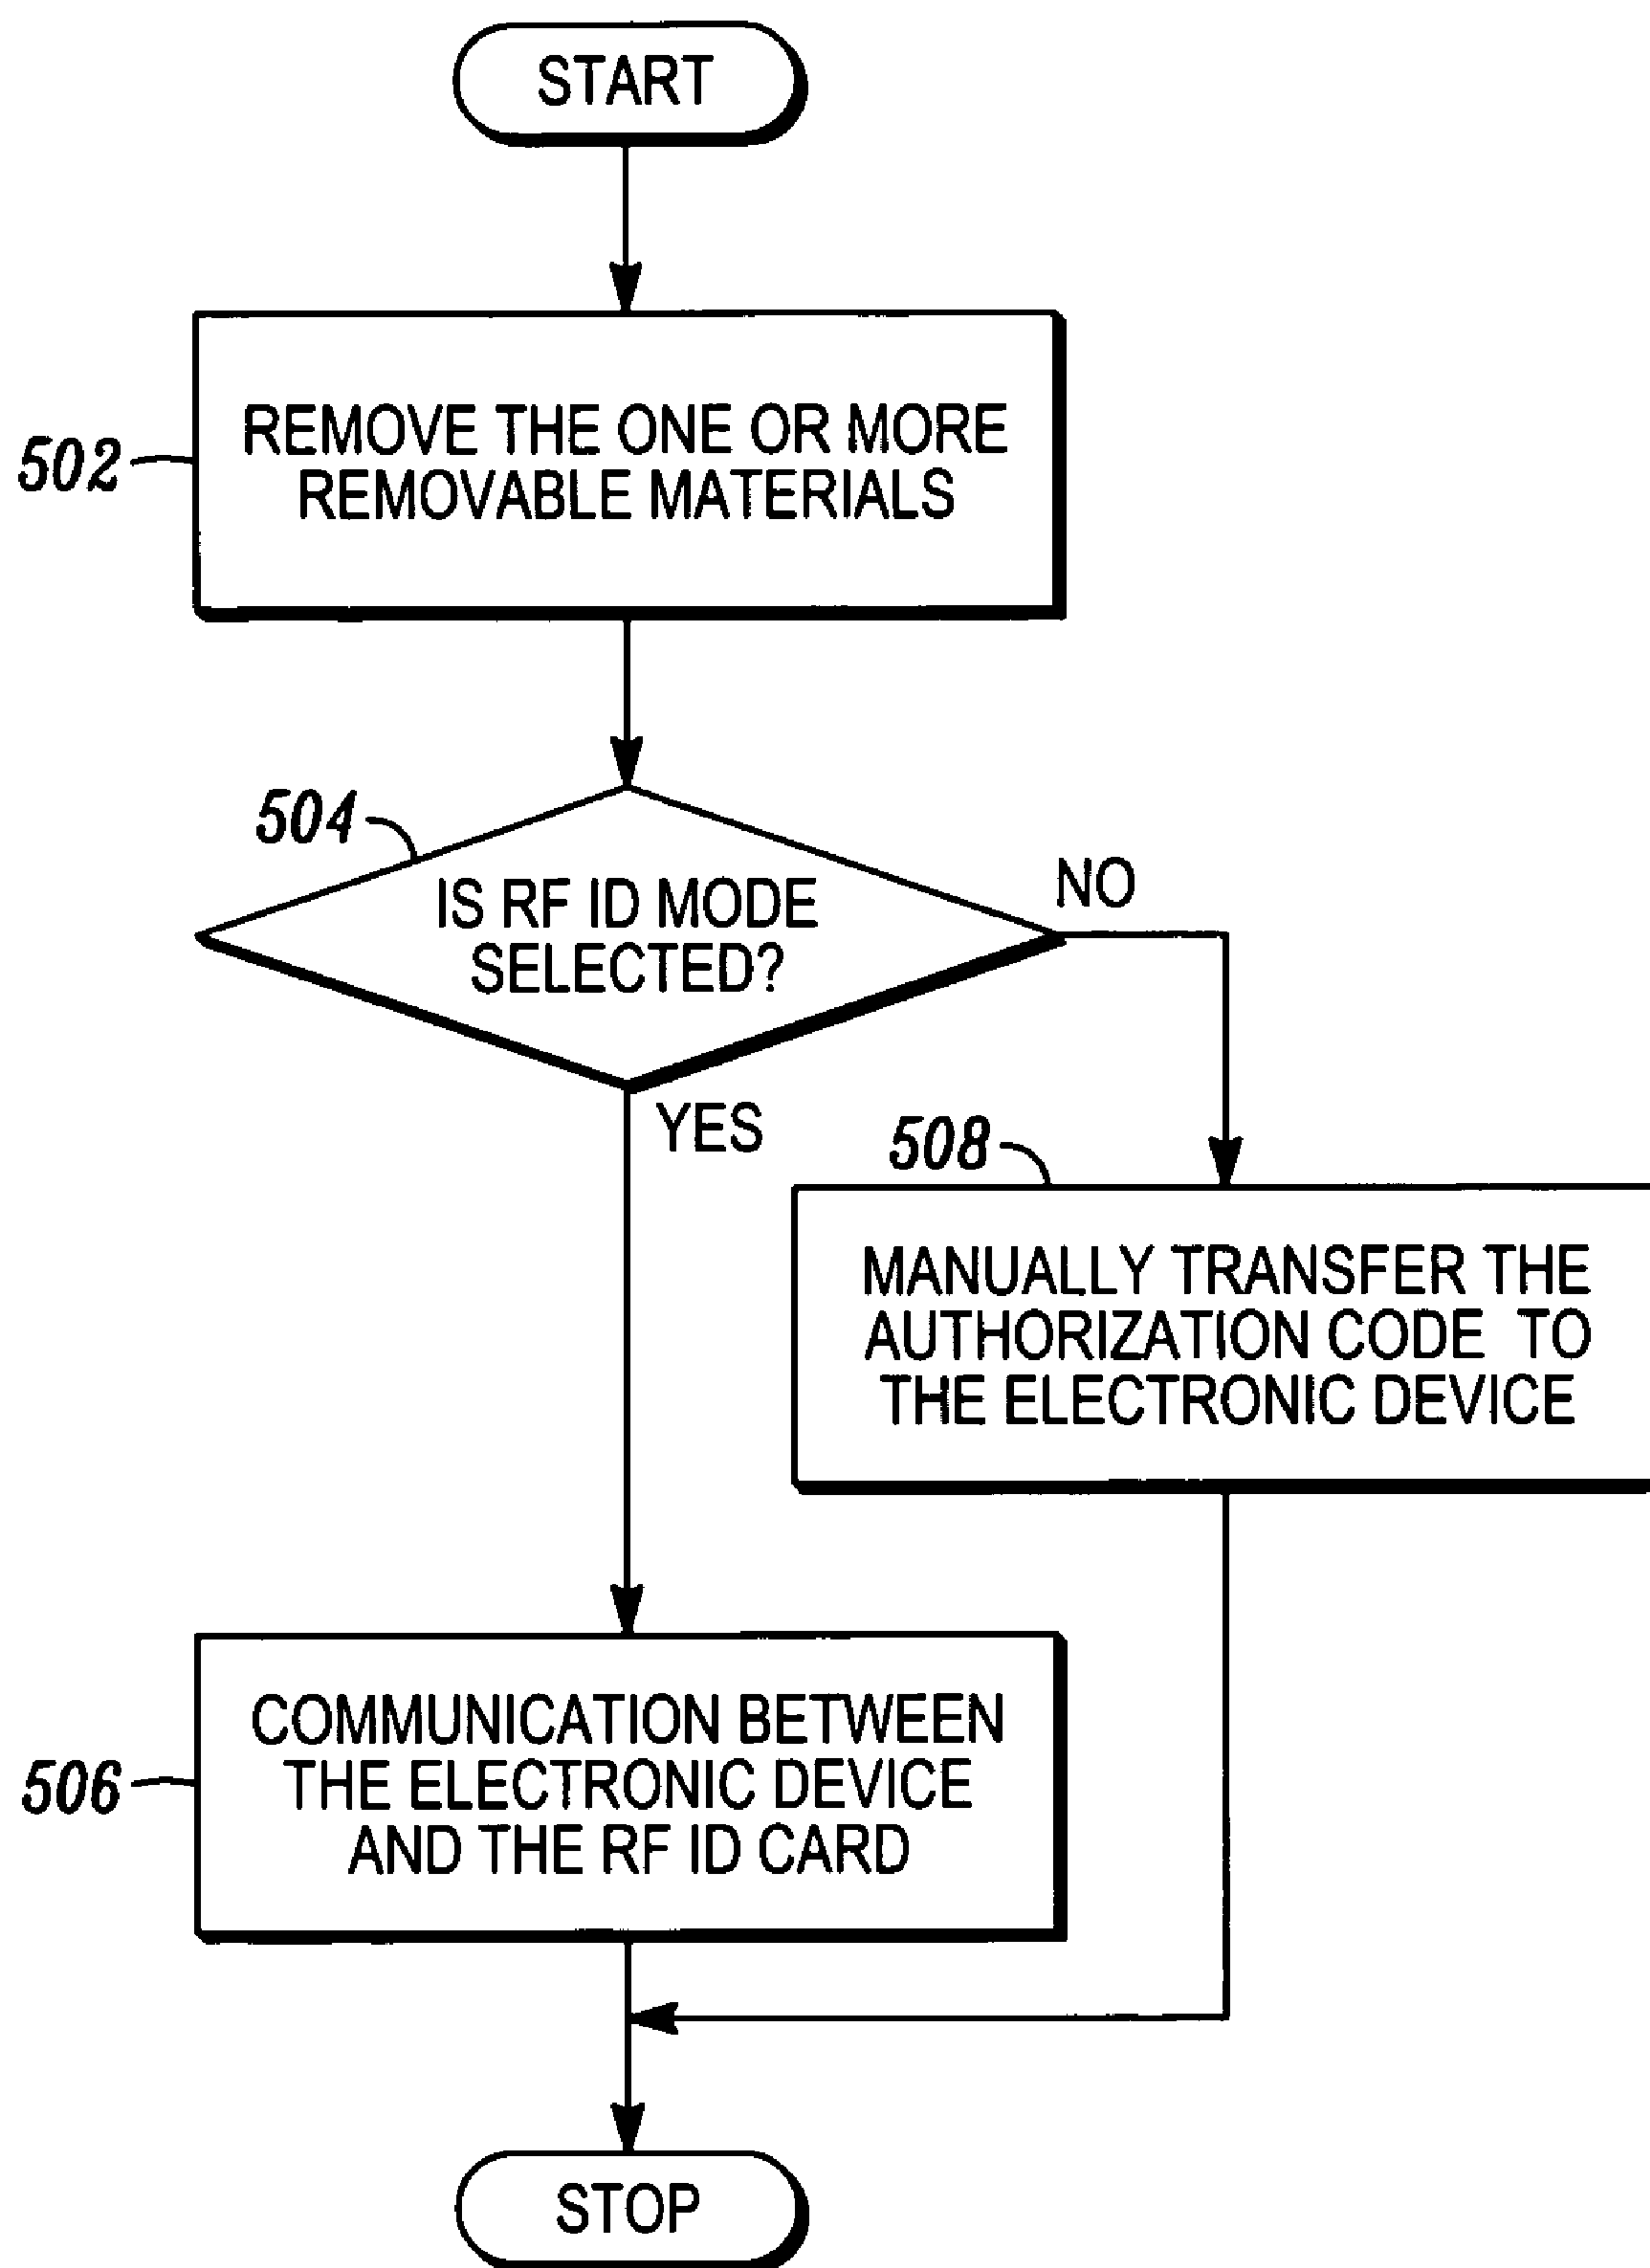 START
502
REMOVE THE ONE OR MORE
REMOVABLE MATERIALS
504
IS RF ID MODE
SELECTED?
NO
YES
508
MANUALLY TRANSFER THE
AUTHORIZATION CODE TO
THE ELECTRONIC DEVICE
506
COMMUNICATION BETWEEN
THE ELECTRONIC DEVICE
AND THE RF ID CARD
STOP